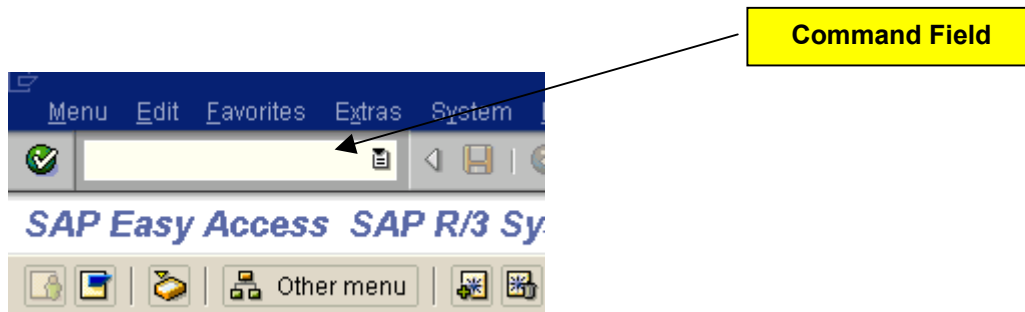 Command Field
Menu Edit Favorites Extras System
SAP Easy Access SAP R/3 Sy
Other menu